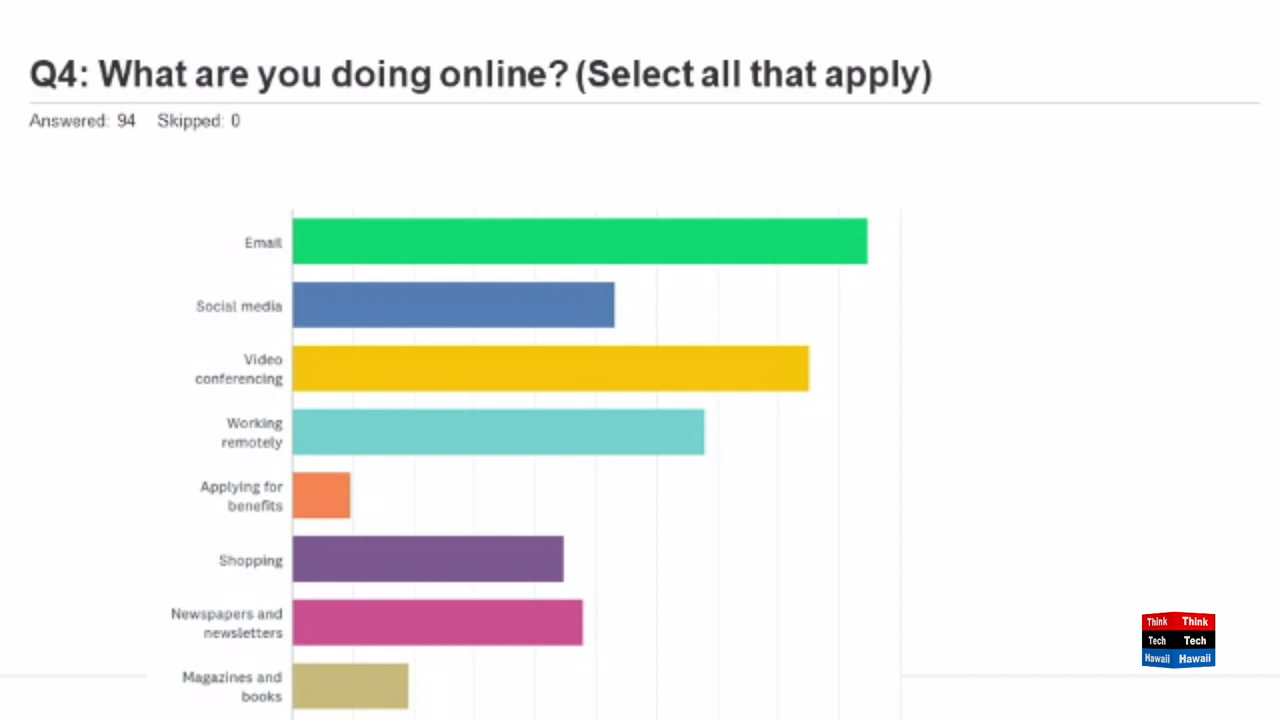 Q4: What are you doing online? (Select all that apply)
Answered: 94 Skipped: 0
Email
Social media
Video
conferencing
Working
remotely
Applying for
benefits
Shopping
Newspapers and
newsletters
Magazines and
books
Think Think
Tech Tech
Hawaii Hawaii